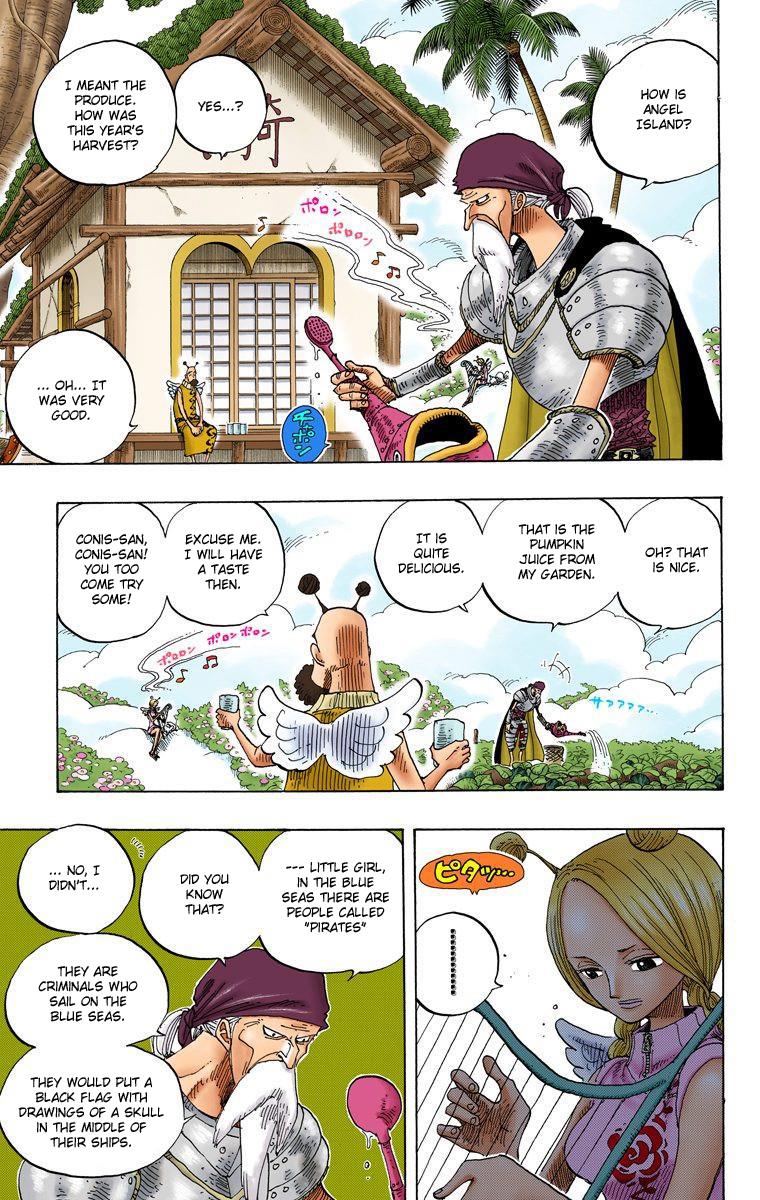 HOW IS
ANGEL
ISLAND?
YES...?
I MEANT THE
PRODUCE.
HOW WAS
THIS YEAR'S
HARVEST?
ポロン
ポロロン
... OH... IT
WAS VERY
GOOD.
チャポン
OH? THAT
IS NICE.
THAT IS THE
PUMPKIN
JUICE FROM
MY GARDEN.
IT IS
QUITE
DELICIOUS.
EXCUSE ME.
I WILL HAVE
A TASTE
THEN.
CONIS-SAN,
CONIS-SAN!
YOU TOO
COME TRY
SOME!
ポロロン ポロロン
サァァァァ...
ピタッ...
--- LITTLE GIRL,
IN THE BLUE
SEAS THERE ARE
PEOPLE CALLED
"PIRATES"
DID YOU
KNOW
THAT?
... NO, I
DIDN'T...
THEY ARE
CRIMINALS WHO
SAIL ON THE
BLUE SEAS.
THEY WOULD PUT A
BLACK FLAG WITH
DRAWINGS OF A SKULL
IN THE MIDDLE OF
THEIR SHIPS.